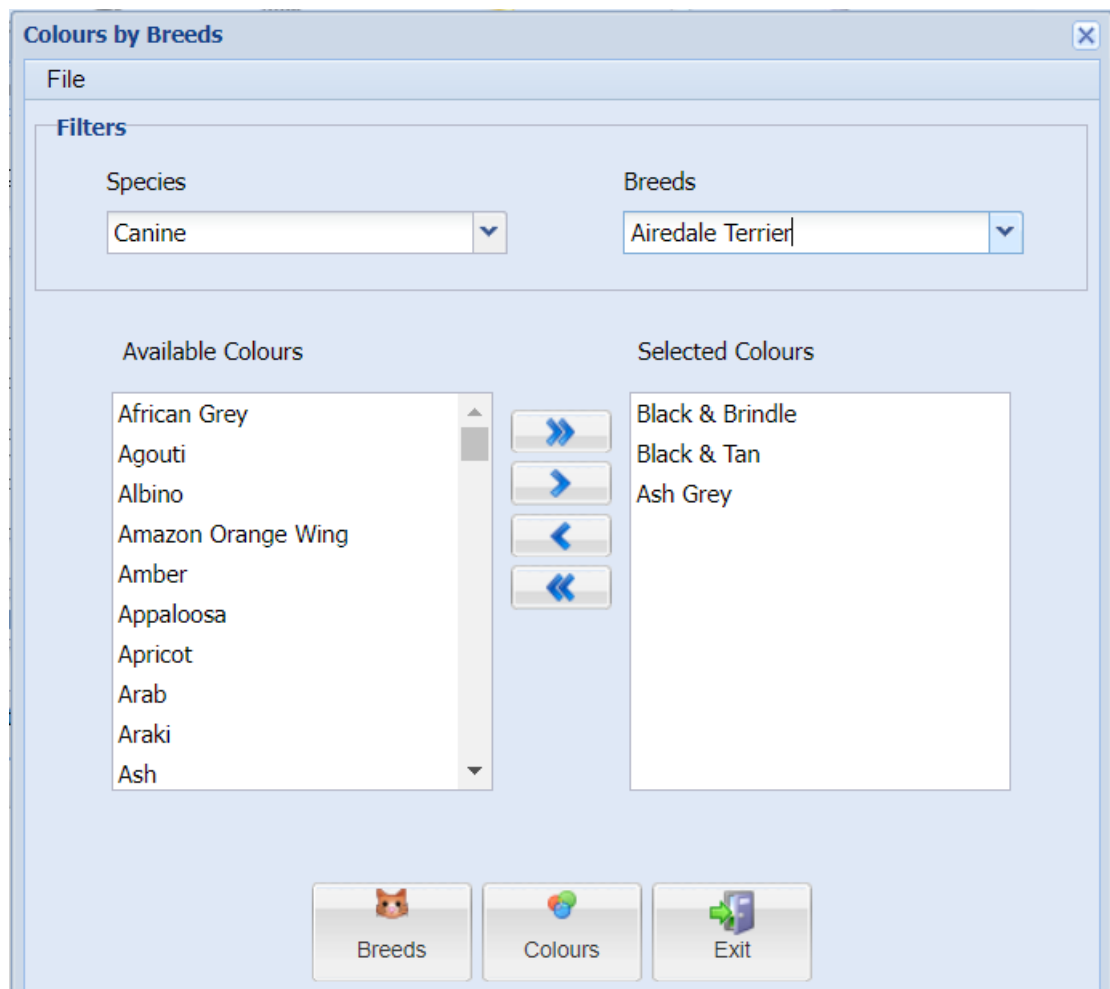 Colours by Breeds
File
Filters
Species
Breeds
Canine
Airedale Terrier
Available Colours
Selected Colours
African Grey
Agouti
Albino
Amazon Orange Wing
Amber
Appaloosa
Apricot
Arab
Araki
Ash
Black & Brindle
Black & Tan
Ash Grey
Breeds
Colours
Exit